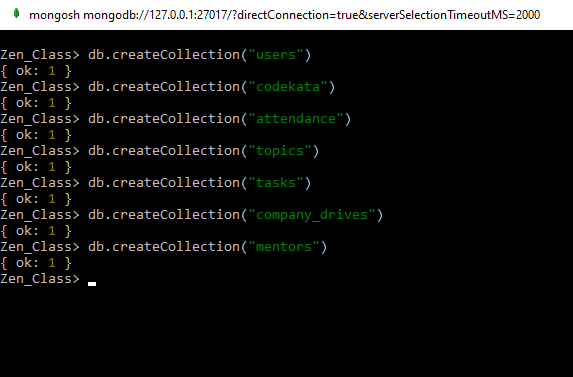 mongosh mongodb://127.0.0.1:27017/?directConnection=true&serverSelectionTimeoutMS=2000
Zen_Class> db.createCollection("users")
{ ok: 1 }
Zen_Class> db.createCollection("codekata")
{ ok: 1 }
Zen_Class> db.createCollection("attendance")
{ ok: 1 }
Zen_Class> db.createCollection("topics")
{ ok: 1 }
Zen_Class> db.createCollection("tasks")
{ ok: 1 }
Zen_Class> db.createCollection("company_drives")
{ ok: 1 }
Zen_Class> db.createCollection("mentors")
{ ok: 1 }
Zen_Class>